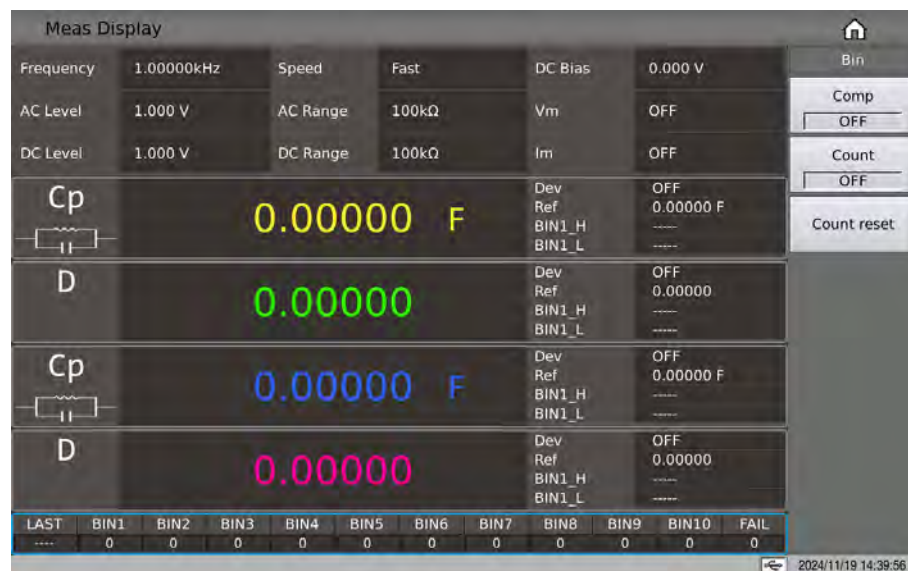 Meas Display
Frequency 1.00000kHz Speed Fast DC Bias 0.000 V
AC Level 1.000 V AC Range 100kΩ Vm OFF
DC Level 1.000 V DC Range 100kΩ Im OFF
Cp 0.00000 F
Dev OFF
Ref 0.00000 F
BIN1_H -----
BIN1_L -----
D 0.00000
Dev OFF
Ref 0.00000
BIN1_H -----
BIN1_L -----
Cp 0.00000 F
Dev OFF
Ref 0.00000 F
BIN1_H -----
BIN1_L -----
D 0.00000
Dev OFF
Ref 0.00000
BIN1_H -----
BIN1_L -----
LAST BIN1 BIN2 BIN3 BIN4 BIN5 BIN6 BIN7 BIN8 BIN9 BIN10 FAIL
---- 0 0 0 0 0 0 0 0 0 0 0
Bin
Comp
OFF
Count
OFF
Count reset
2024/11/19 14:39:56